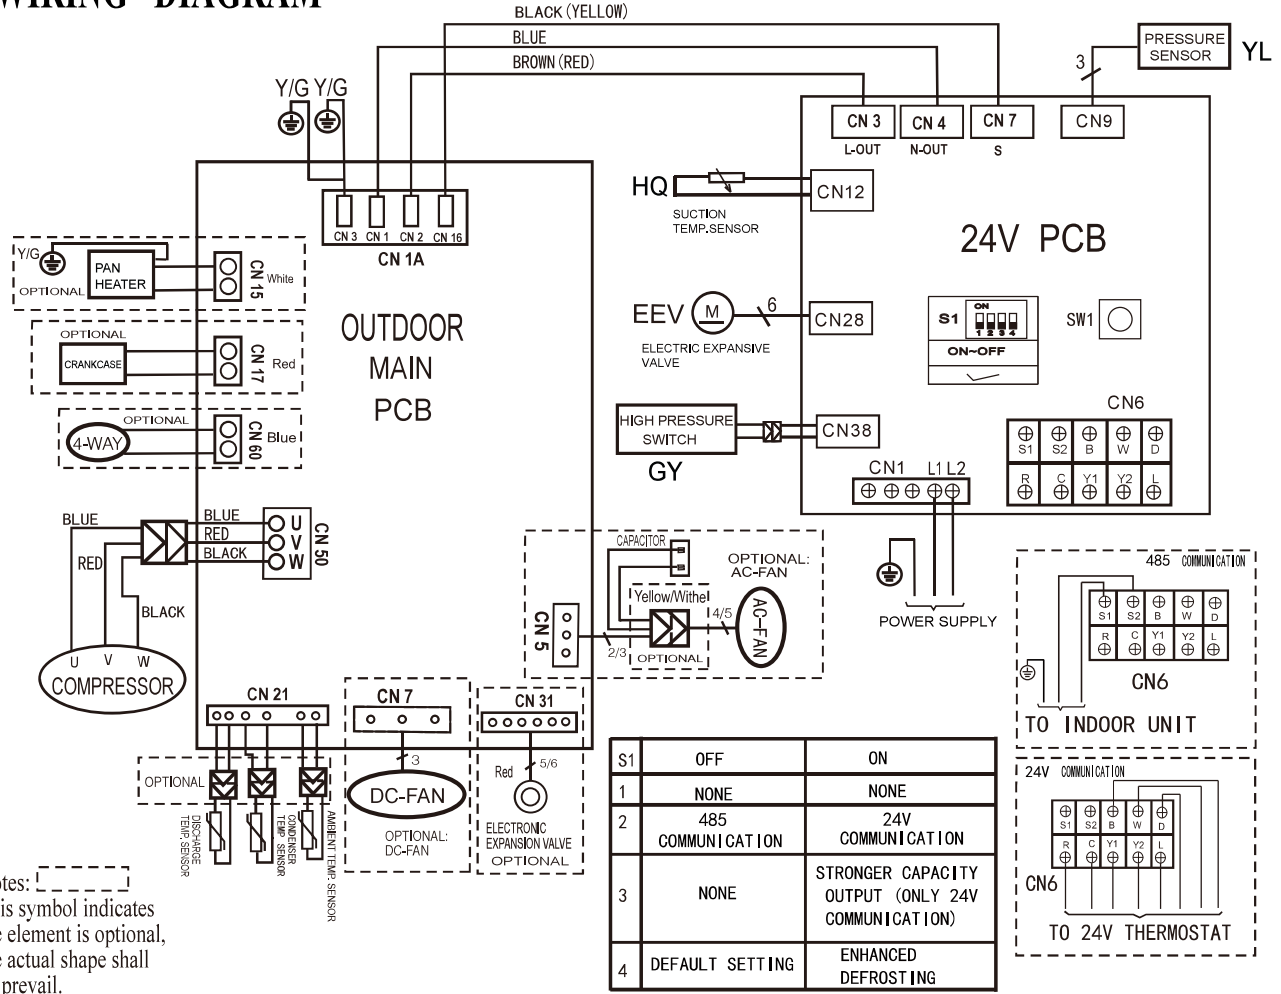 WIRING DIAGRAM
BLACK(YELLOW)
BLUE
BROWN(RED)
Y/G Y/G
3
PRESSURE
SENSOR
YL
CN 3
CN 4
CN 7
CN9
L-OUT
N-OUT
S
CN 3
CN 1
CN 2
CN 16
CN 1A
HQ
SUCTION
TEMP.SENSOR
CN12
24V PCB
Y/G
OPTIONAL
PAN
HEATER
CN 15
White
OPTIONAL
CRANKCASE
CN 17
Red
OPTIONAL
4-WAY
CN 60
Blue
OUTDOOR
MAIN
PCB
EEV
M
6
CN28
ELECTRIC EXPANSIVE
VALVE
S1
ON
1 2 3 4
ON~OFF
SW1
HIGH PRESSURE
SWITCH
CN38
GY
CN6
S1 S2 B W D
R C Y1 Y2 L
CN1
L1 L2
POWER SUPPLY
BLUE
RED
BLACK
BLUE
RED
BLACK
U
V
W
CN 50
U V W
COMPRESSOR
CAPACITOR
OPTIONAL:
AC-FAN
Yellow/Withe
4/5
AC-FAN
CN 5
2/3
OPTIONAL
485 COMMUNICATION
S1 S2 B W D
R C Y1 Y2 L
CN6
TO INDOOR UNIT
CN 21
OPTIONAL
DISCHARGE
TEMP.SENSOR
CONDENSER
TEMP. SENSOR
AMBIENT TEMP. SENSOR
CN 7
3
DC-FAN
OPTIONAL:
DC-FAN
CN 31
Red
5/6
ELECTRONIC
EXPANSION VALVE
OPTIONAL
S1 OFF ON
1 NONE NONE
2 485 COMMUNICATION 24V COMMUNICATION
3 NONE STRONGER CAPACITY OUTPUT (ONLY 24V COMMUNICATION)
4 DEFAULT SETTING ENHANCED DEFROSTING
24V COMMUNICATION
S1 S2 B W D
R C Y1 Y2 L
CN6
TO 24V THERMOSTAT
otes:
is symbol indicates
e element is optional,
e actual shape shall
prevail.